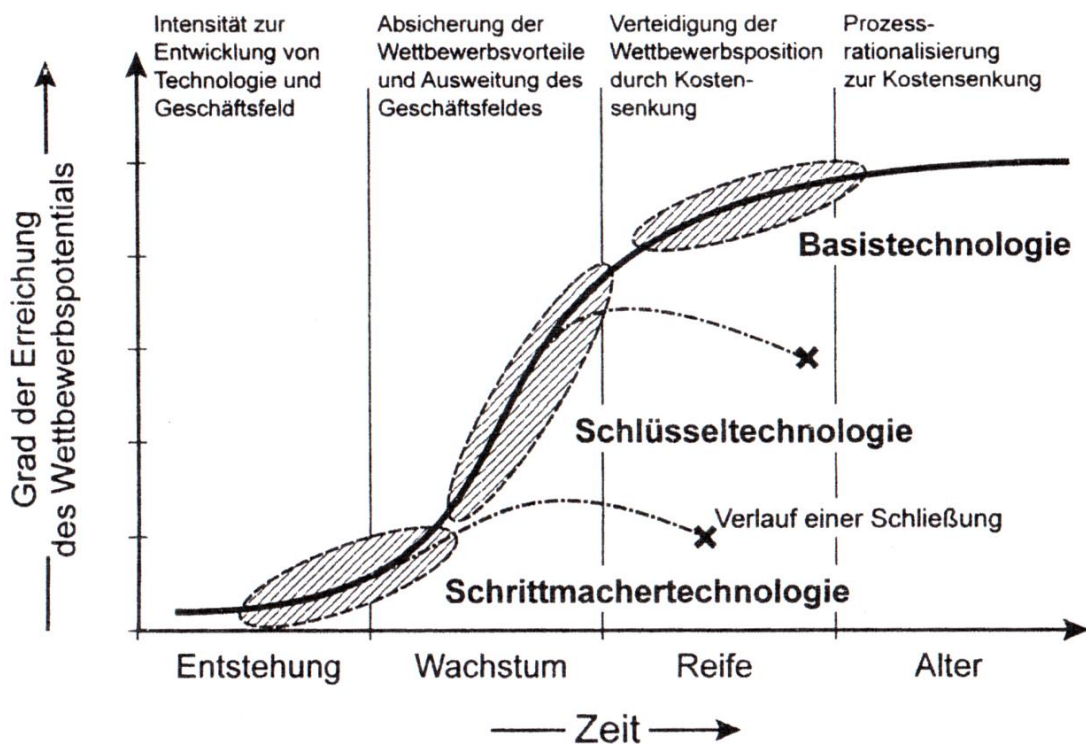 Intensität zur
Entwicklung von
Technologie und
Geschäftsfeld
Absicherung der
Wettbewerbsvorteile
und Ausweitung des
Geschäftsfeldes
Verteidigung der
Wettbewerbsposition
durch Kosten-
senkung
Prozess-
rationalisierung
zur Kostensenkung
Grad der Erreichung
des Wettbewerbspotentials
Basistechnologie
Schlüsseltechnologie
Verlauf einer Schließung
Schrittmachertechnologie
Entstehung
Wachstum
Reife
Alter
Zeit